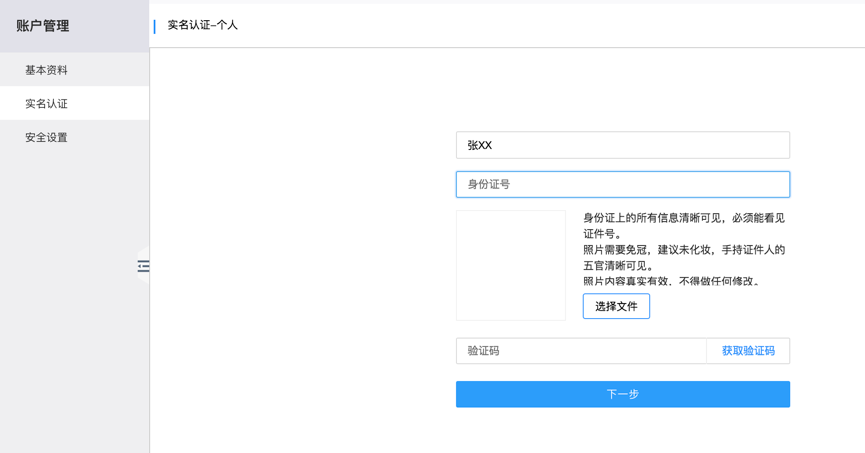 账户管理
基本资料
实名认证
安全设置
实名认证-个人
张XX
身份证号
身份证上的所有信息清晰可见，必须能看见
证件号。
照片需要免冠，建议未化妆，手持证件人的
五官清晰可见。
照片内容真实有效，不得做任何修改。
选择文件
验证码
获取验证码
下一步